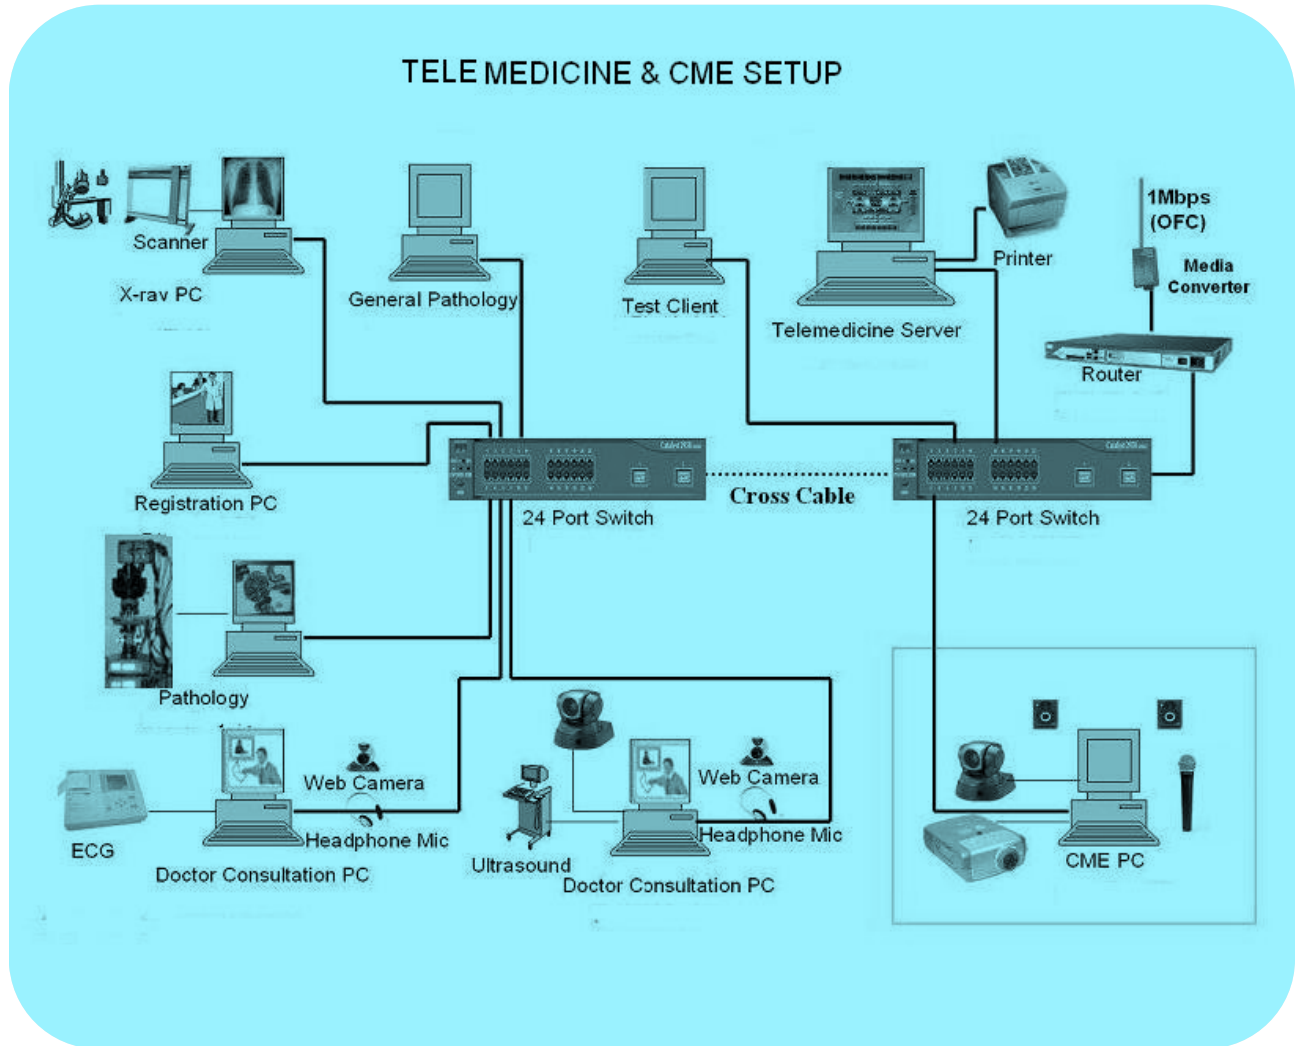 TELE MEDICINE & CME SETUP
1Mbps
(OFC)
Scanner
Printer
Media
Converter
X-rav PC
General Pathology
Test Client
Telemedicine Server
Router
Registration PC
Cross Cable
24 Port Switch
24 Port Switch
Pathology
Web Camera
Web Camera
Headphone Mic
Headphone Mic
ECG
Doctor Consultation PC
Ultrasound
Doctor Consultation PC
CME PC